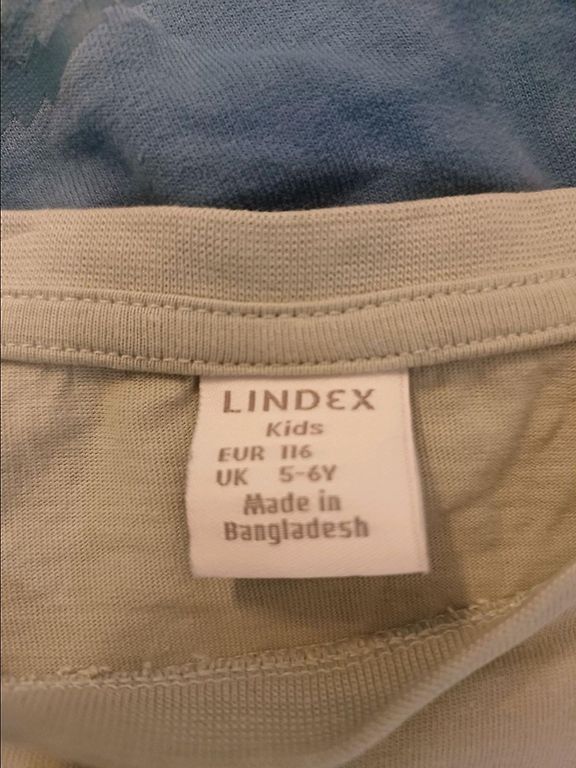 LINDEX
Kids
EUR 116
UK 5-6Y
Made in
Bangladesh